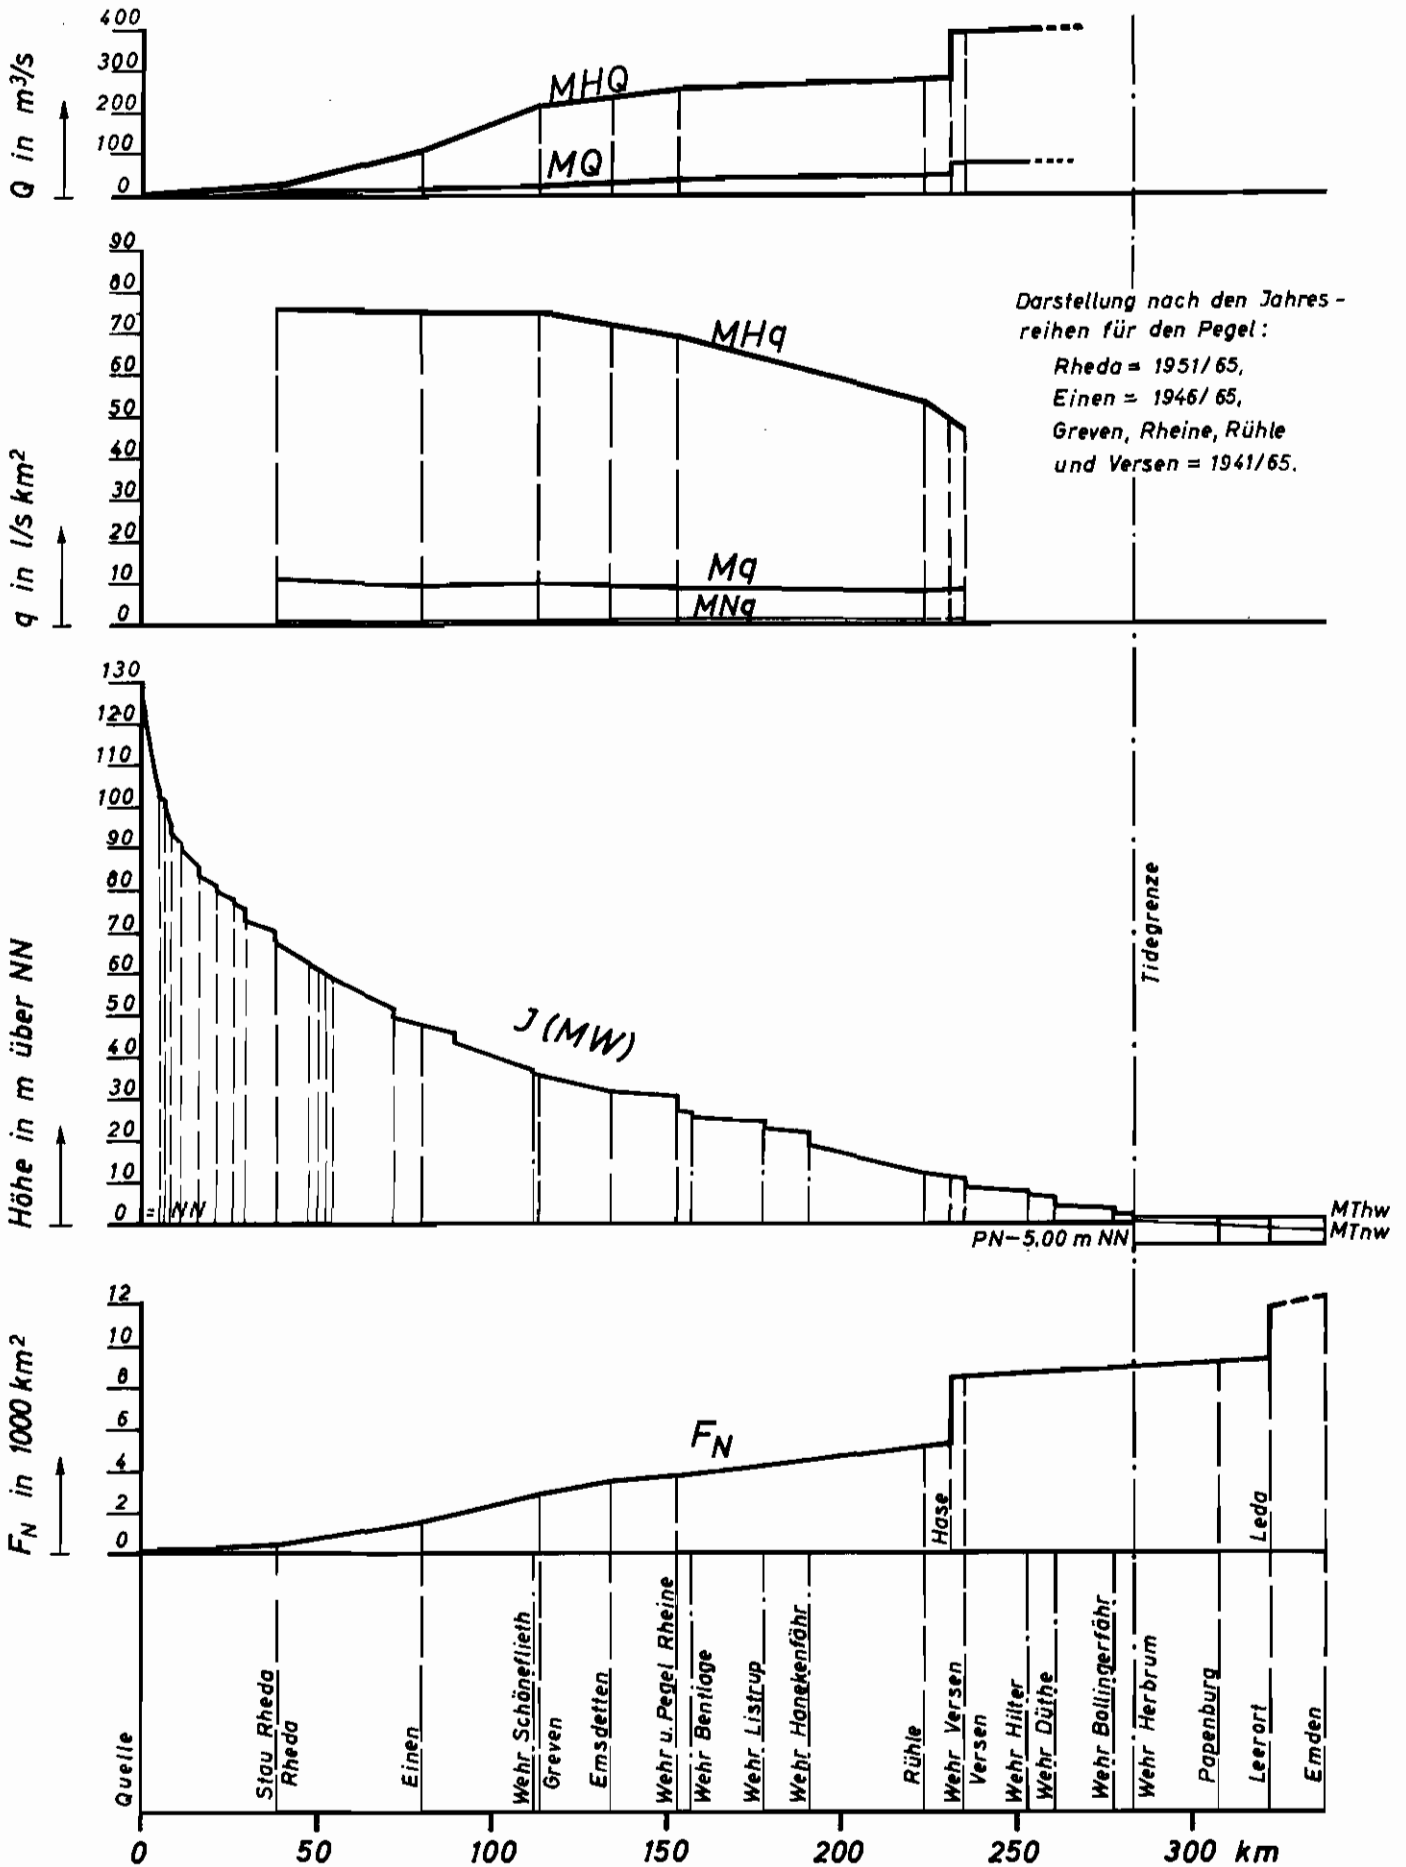 400
300
200
100
0
Q in m³/s
MHQ
MQ
90
80
70
60
50
40
30
20
10
0
q in l/s km²
MHq
Mq
MNq
Darstellung nach den Jahres-
reihen für den Pegel:
Rheda = 1951/65,
Einen = 1946/65,
Greven, Rheine, Rühle
und Versen = 1941/65.
130
120
110
100
90
80
70
60
50
40
30
20
10
0 = NN
Höhe in m über NN
J (MW)
Tidegrenze
PN-5.00 m NN
MThw
MTnw
12
10
8
6
4
2
0
FN in 1000 km²
FN
Hase
Leda
Quelle
Stau Rheda
Rheda
Einen
Wehr Schöneflieth
Greven
Emsdetten
Wehr u. Pegel Rheine
Wehr Bentlage
Wehr Listrup
Wehr Hanekenfähr
Rühle
Wehr Versen
Versen
Wehr Hilter
Wehr Düthe
Wehr Bollingerfähr
Wehr Herbrum
Papenburg
Leerort
Emden
0 50 100 150 200 250 300 km